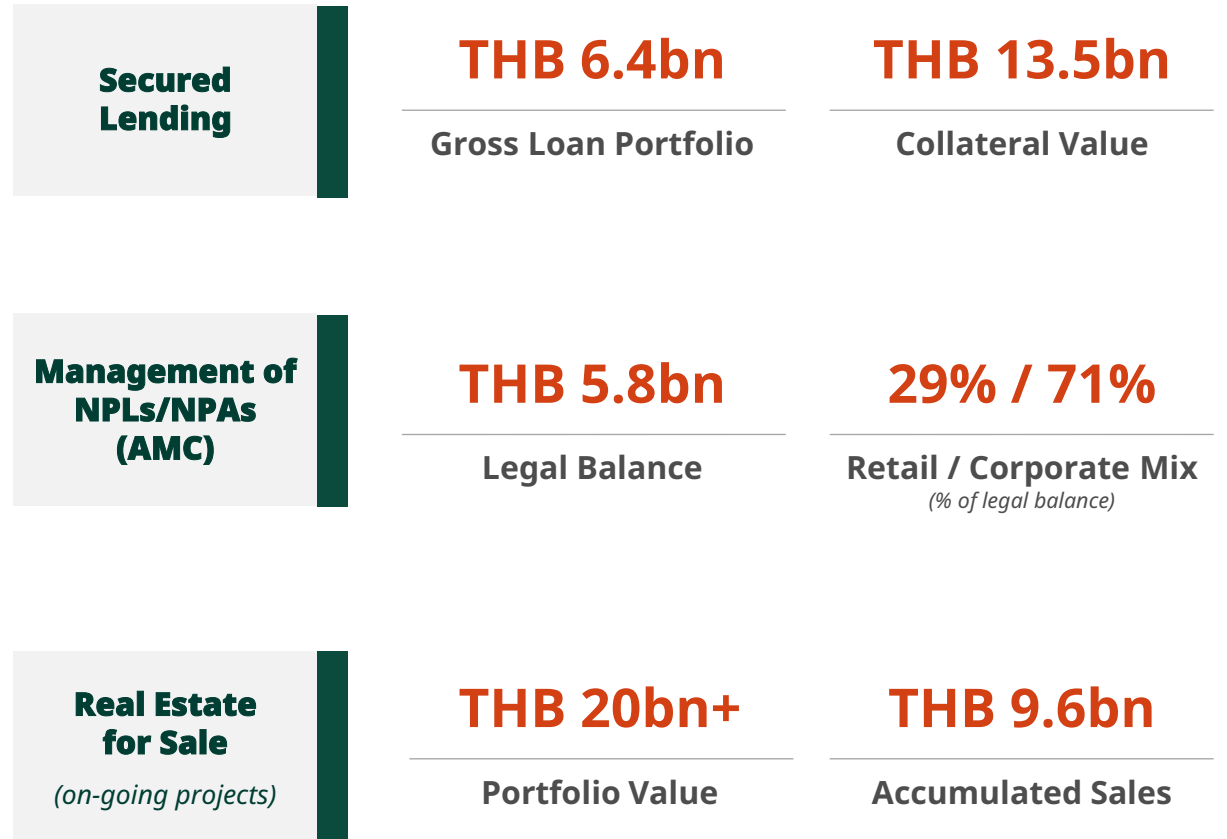 Secured
Lending
THB 6.4bn
Gross Loan Portfolio
THB 13.5bn
Collateral Value
Management of
NPLs/NPAs
(AMC)
THB 5.8bn
Legal Balance
29% / 71%
Retail / Corporate Mix
(% of legal balance)
Real Estate
for Sale
(on-going projects)
THB 20bn+
Portfolio Value
THB 9.6bn
Accumulated Sales